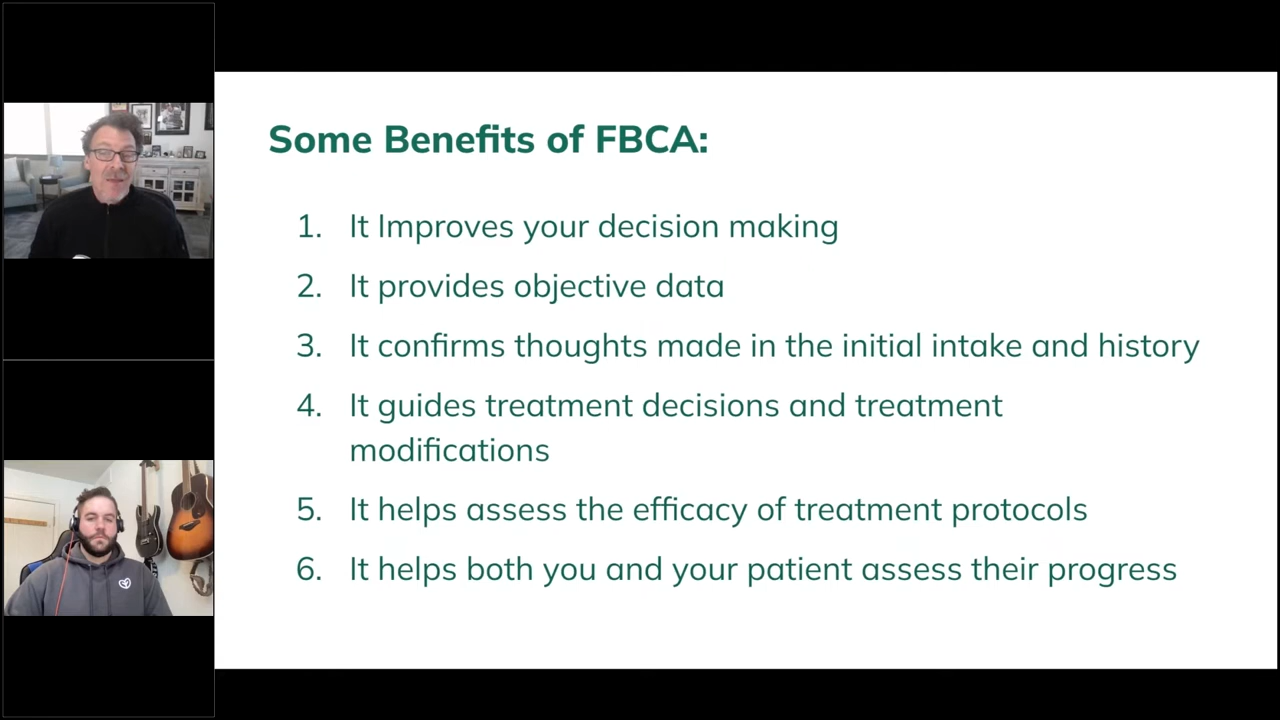 Some Benefits of FBCA:
1. It Improves your decision making
2. It provides objective data
3. It confirms thoughts made in the initial intake and history
4. It guides treatment decisions and treatment
modifications
5. It helps assess the efficacy of treatment protocols
6. It helps both you and your patient assess their progress